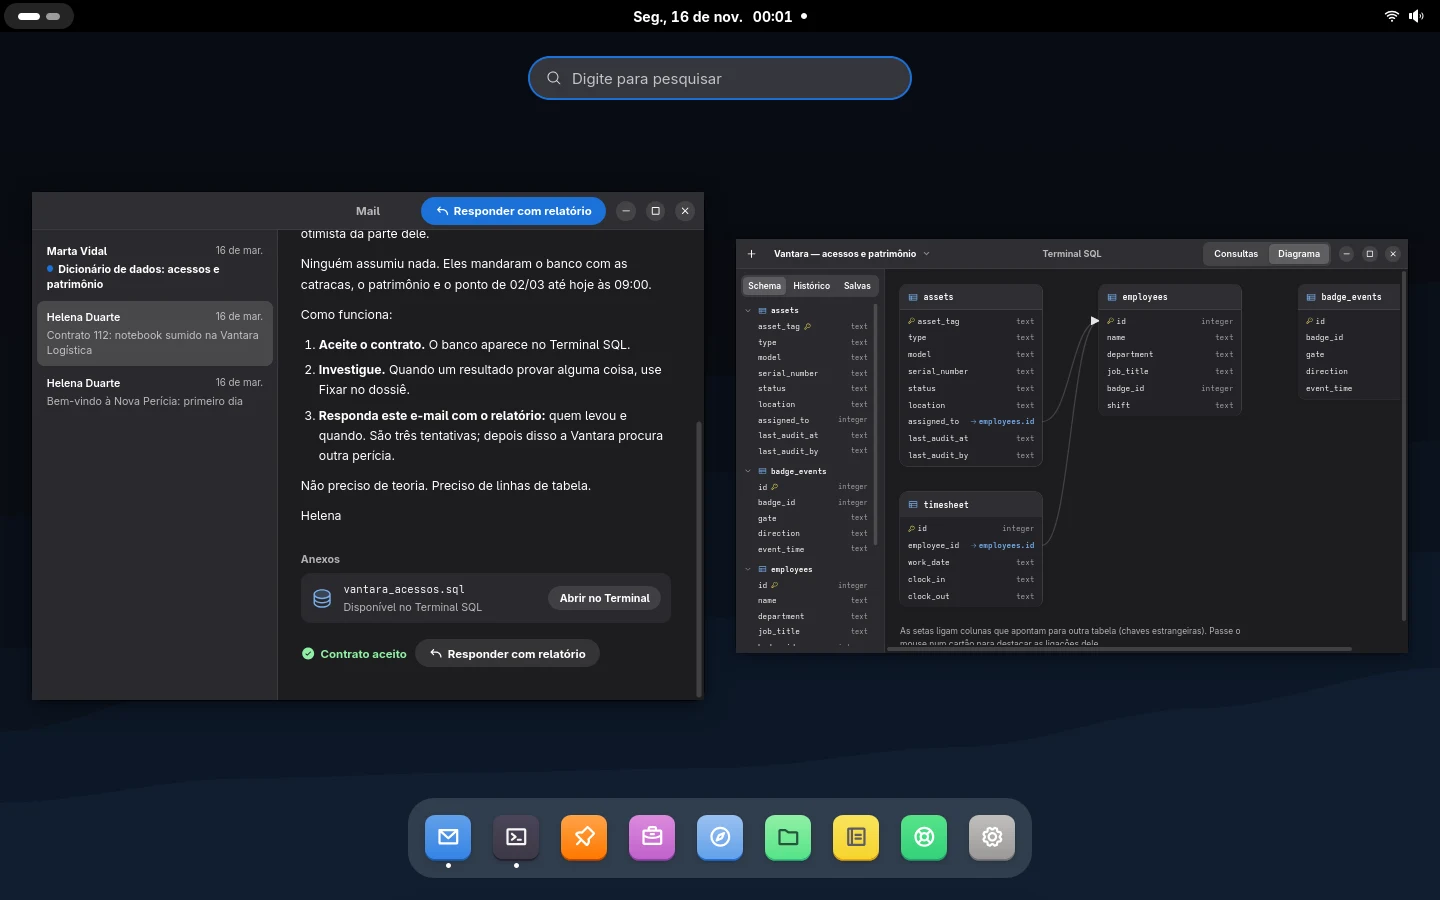 Seg., 16 de nov. 00:01
Digite para pesquisar
Mail
Responder com relatório
Marta Vidal 16 de mar.
Dicionário de dados: acessos e
patrimônio
Helena Duarte 16 de mar.
Contrato 112: notebook sumido na Vantara
Logística
Helena Duarte 16 de mar.
Bem-vindo à Nova Perícia: primeiro dia
otimista da parte dele.
Ninguém assumiu nada. Eles mandaram o banco com as
catracas, o patrimônio e o ponto de 02/03 até hoje às 09:00.
Como funciona:
1. Aceite o contrato. O banco aparece no Terminal SQL.
2. Investigue. Quando um resultado provar alguma coisa, use
Fixar no dossiê.
3. Responda este e-mail com o relatório: quem levou e
quando. São três tentativas; depois disso a Vantara procura
outra perícia.
Não preciso de teoria. Preciso de linhas de tabela.
Helena
Anexos
vantara_acessos.sql
Disponível no Terminal SQL
Abrir no Terminal
Contrato aceito
Responder com relatório
Vantara — acessos e patrimônio
Terminal SQL
Consultas
Diagrama
Schema
Histórico
Salvas
assets
asset_tag text
type text
model text
serial_number text
status text
location text
assigned_to integer
last_audit_at text
last_audit_by text
badge_events
id integer
badge_id integer
gate text
direction text
event_time text
employees
id integer
name text
department text
job_title text
assets
asset_tag text
type text
model text
serial_number text
status text
location text
assigned_to → employees.id
last_audit_at text
last_audit_by text
timesheet
id integer
employee_id → employees.id
work_date text
clock_in text
clock_out text
employees
id integer
name text
department text
job_title text
badge_id integer
shift text
badge_events
id
badge_id
gate
direction
event_time
As setas ligam colunas que apontam para outra tabela (chaves estrangeiras). Passe o
mouse num cartão para destacar as ligações dele.